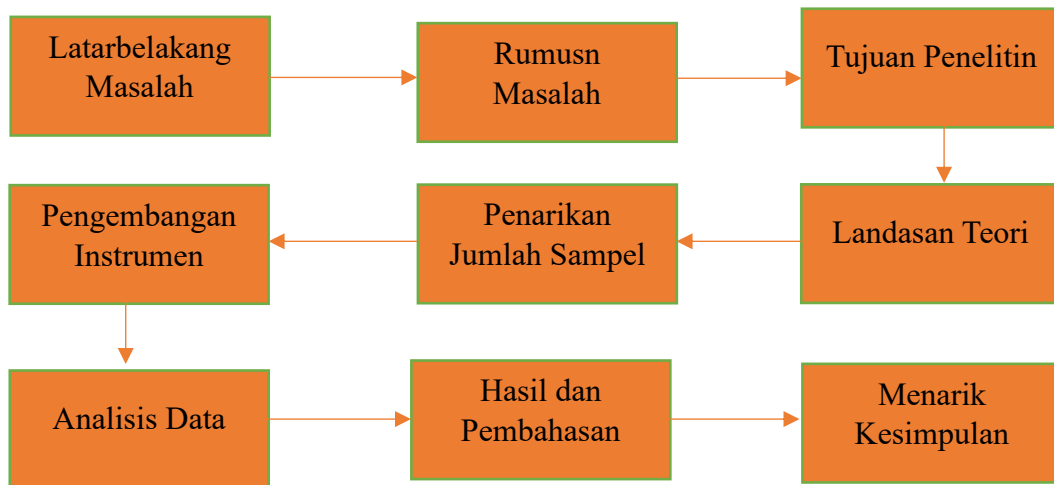 Latarbelakang
Masalah
Rumusn
Masalah
Tujuan Penelitin
Landasan Teori
Penarikan
Jumlah Sampel
Pengembangan
Instrumen
Analisis Data
Hasil dan
Pembahasan
Menarik
Kesimpulan